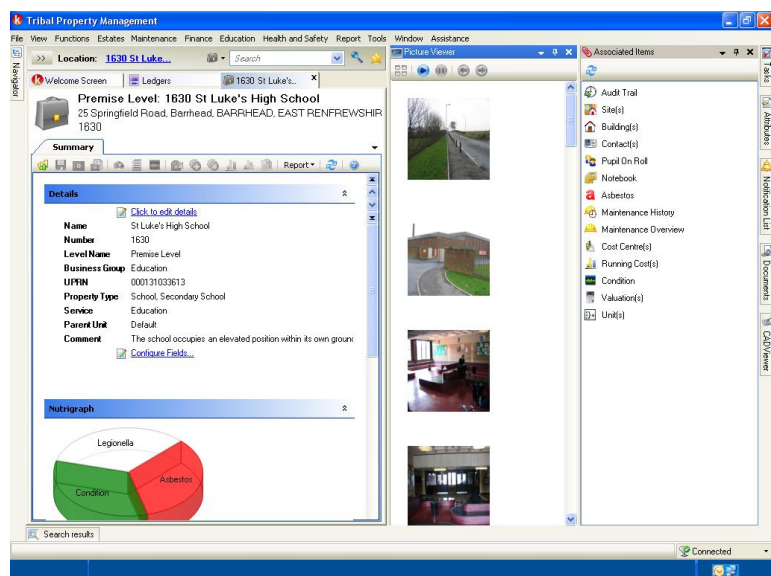 Tribal Property Management
File View Functions Estates Maintenance Finance Education Health and Safety Report Tools Window Assistance
>> Location: 1630 St Luke... Search
Navigator
Welcome Screen Ledgers 1630 St Luke's.. X
Premise Level: 1630 St Luke's High School
25 Springfield Road, Barrhead, BARRHEAD, EAST RENFREWSHIR
1630
Summary
Report
Details
Click to edit details
Name St Luke's High School
Number 1630
Level Name Premise Level
Business Group Education
UPRN 000131033613
Property Type School, Secondary School
Service Education
Parent Unit Default
Comment The school occupies an elevated position within its own ground
Configure Fields...
Nutrigraph
Legionella
Asbestos
Condition
Picture Viewer
Associated Items
Audit Trail
Site(s)
Building(s)
Contact(s)
Pupil On Roll
Notebook
Asbestos
Maintenance History
Maintenance Overview
Cost Centre(s)
Running Cost(s)
Condition
Valuation(s)
Unit(s)
Tasks
Attributes
Notification List
Documents
CADViewer
Search results
Connected